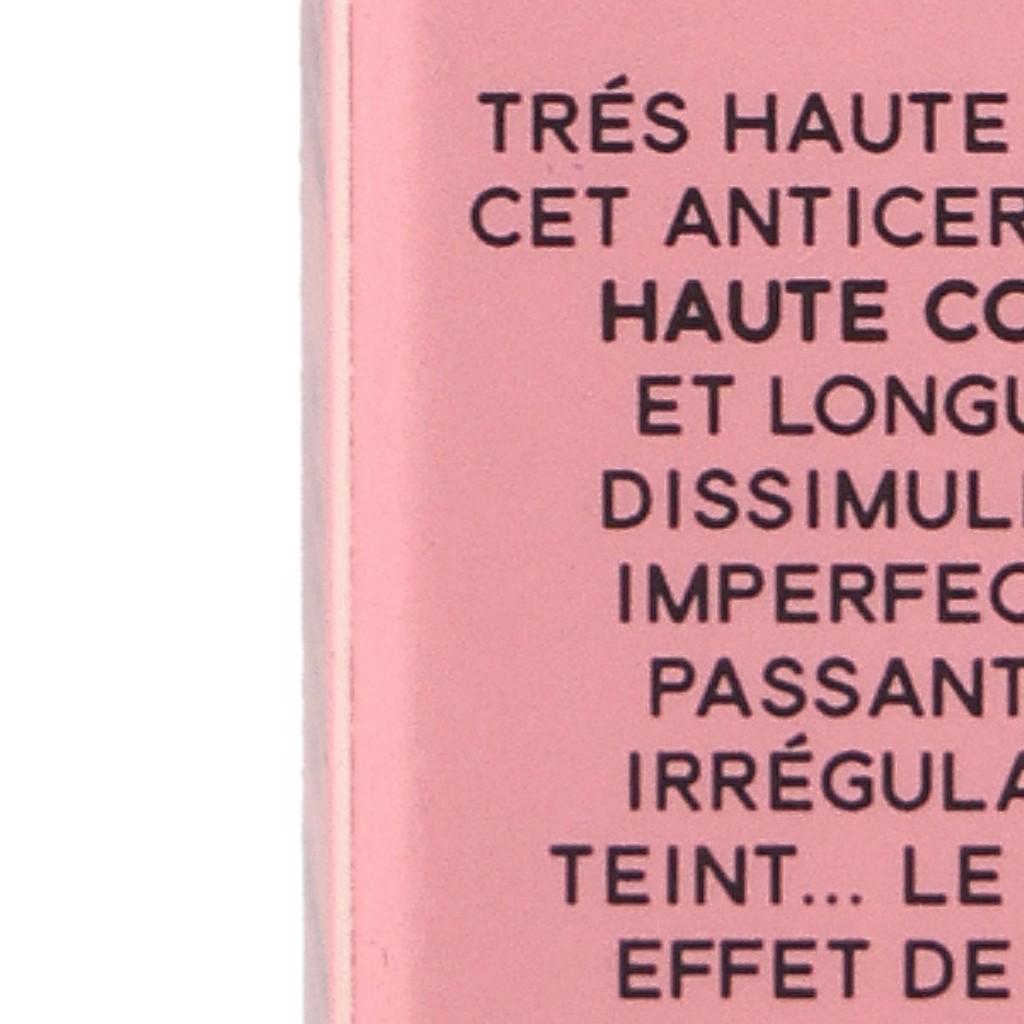 TRÉS HAUTE
CET ANTICER
HAUTE CO
ET LONGU
DISSIMUL
IMPERFEC
PASSANT
IRRÉGULA
TEINT... LE
EFFET DE